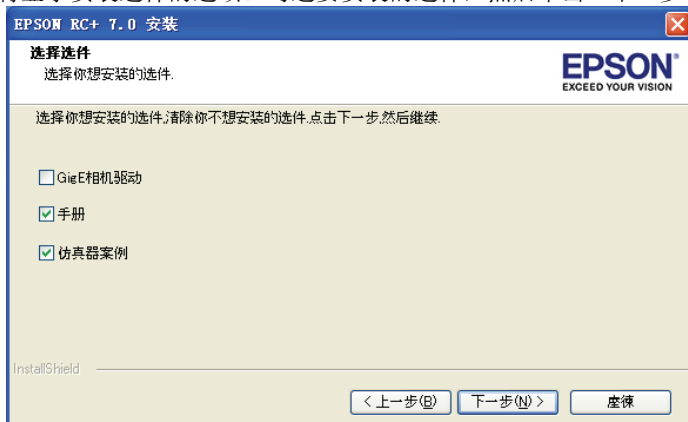 EPSON RC+ 7.0 安装
选择选件
选择你想安装的选件.
EPSON
EXCEED YOUR VISION
选择你想安装的选件,清除你不想安装的选件.点击下一步,然后继续.
GigE相机驱动
手册
仿真器案例
InstallShield
<上一步(B)
下一步(N)>